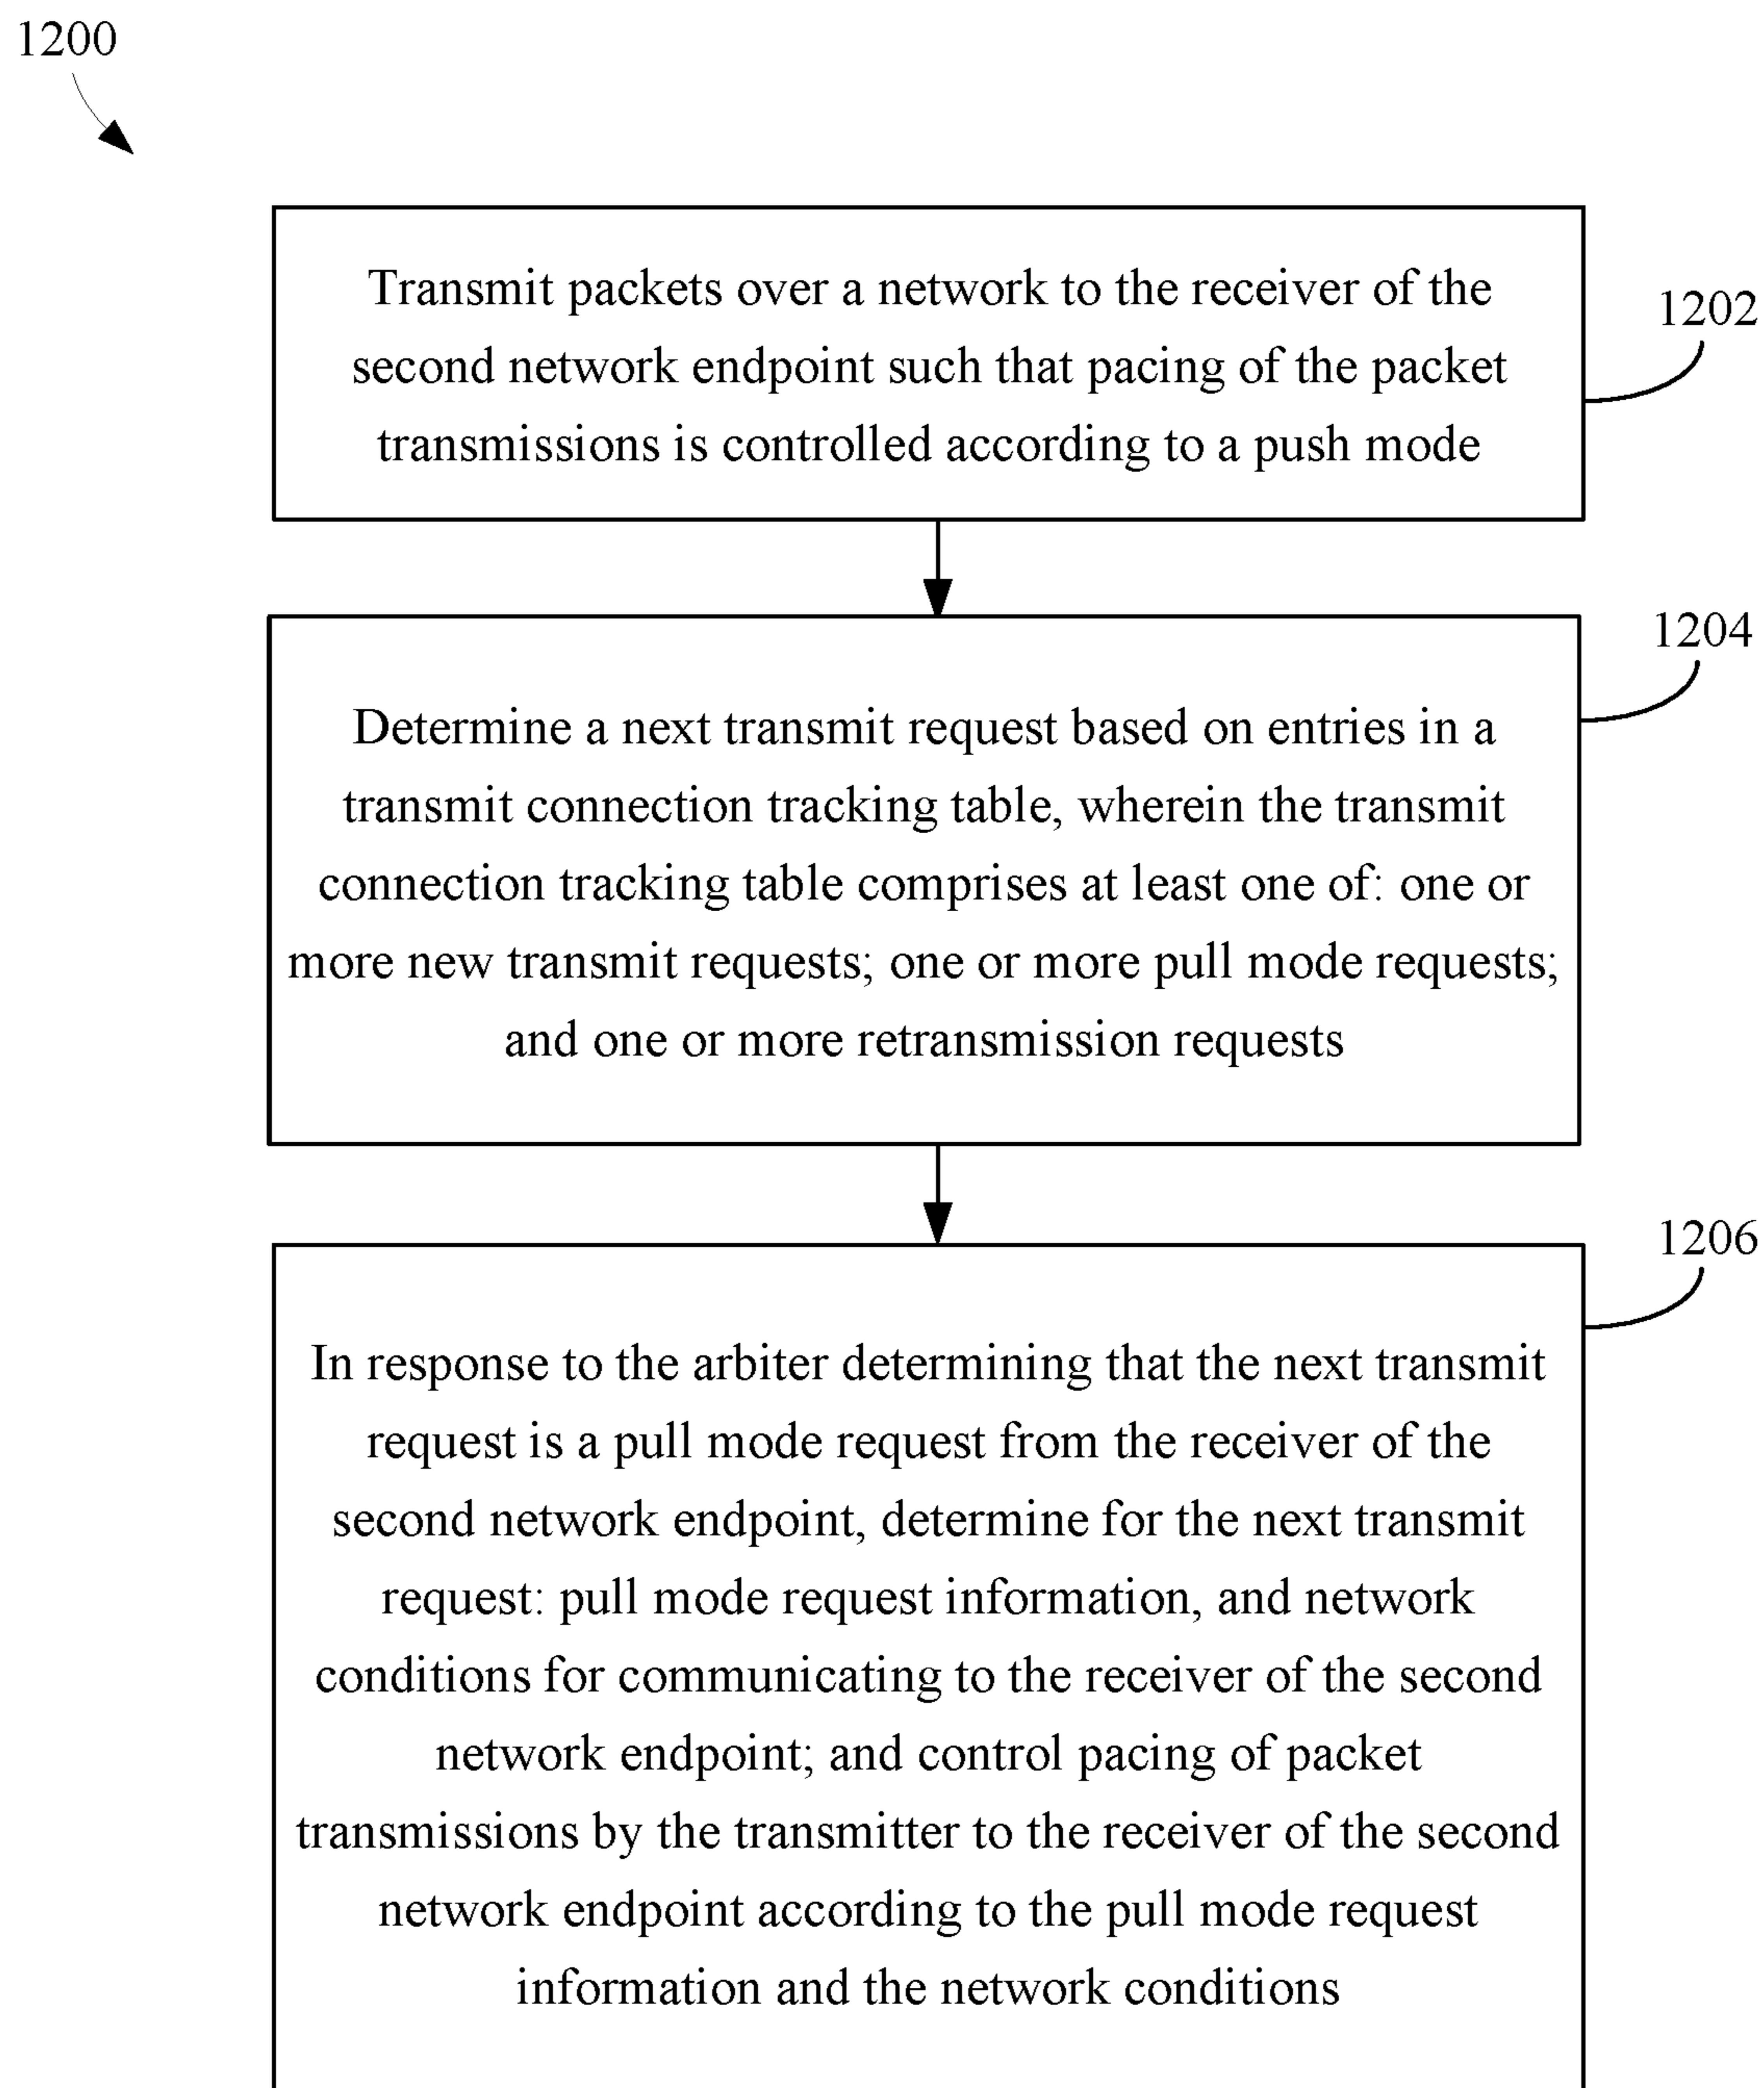 1200
Transmit packets over a network to the receiver of the
second network endpoint such that pacing of the packet
transmissions is controlled according to a push mode
1202
Determine a next transmit request based on entries in a
transmit connection tracking table, wherein the transmit
connection tracking table comprises at least one of: one or
more new transmit requests; one or more pull mode requests;
and one or more retransmission requests
1204
In response to the arbiter determining that the next transmit
request is a pull mode request from the receiver of the
second network endpoint, determine for the next transmit
request: pull mode request information, and network
conditions for communicating to the receiver of the second
network endpoint; and control pacing of packet
transmissions by the transmitter to the receiver of the second
network endpoint according to the pull mode request
information and the network conditions
1206